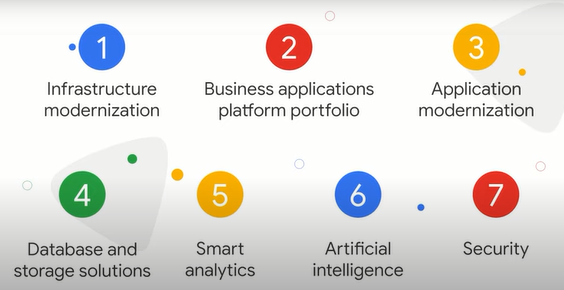 1
Infrastructure
modernization
2
Business applications
platform portfolio
3
Application
modernization
4
Database and
storage solutions
5
Smart
analytics
6
Artificial
intelligence
7
Security